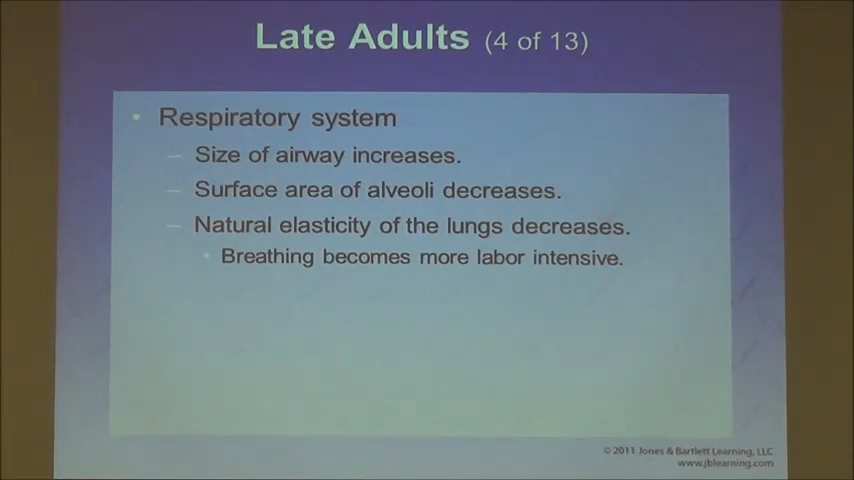 Late Adults (4 of 13)
• Respiratory system
– Size of airway increases.
– Surface area of alveoli decreases.
– Natural elasticity of the lungs decreases.
• Breathing becomes more labor intensive.
© 2011 Jones & Bartlett Learning, LLC
www.jblearning.com